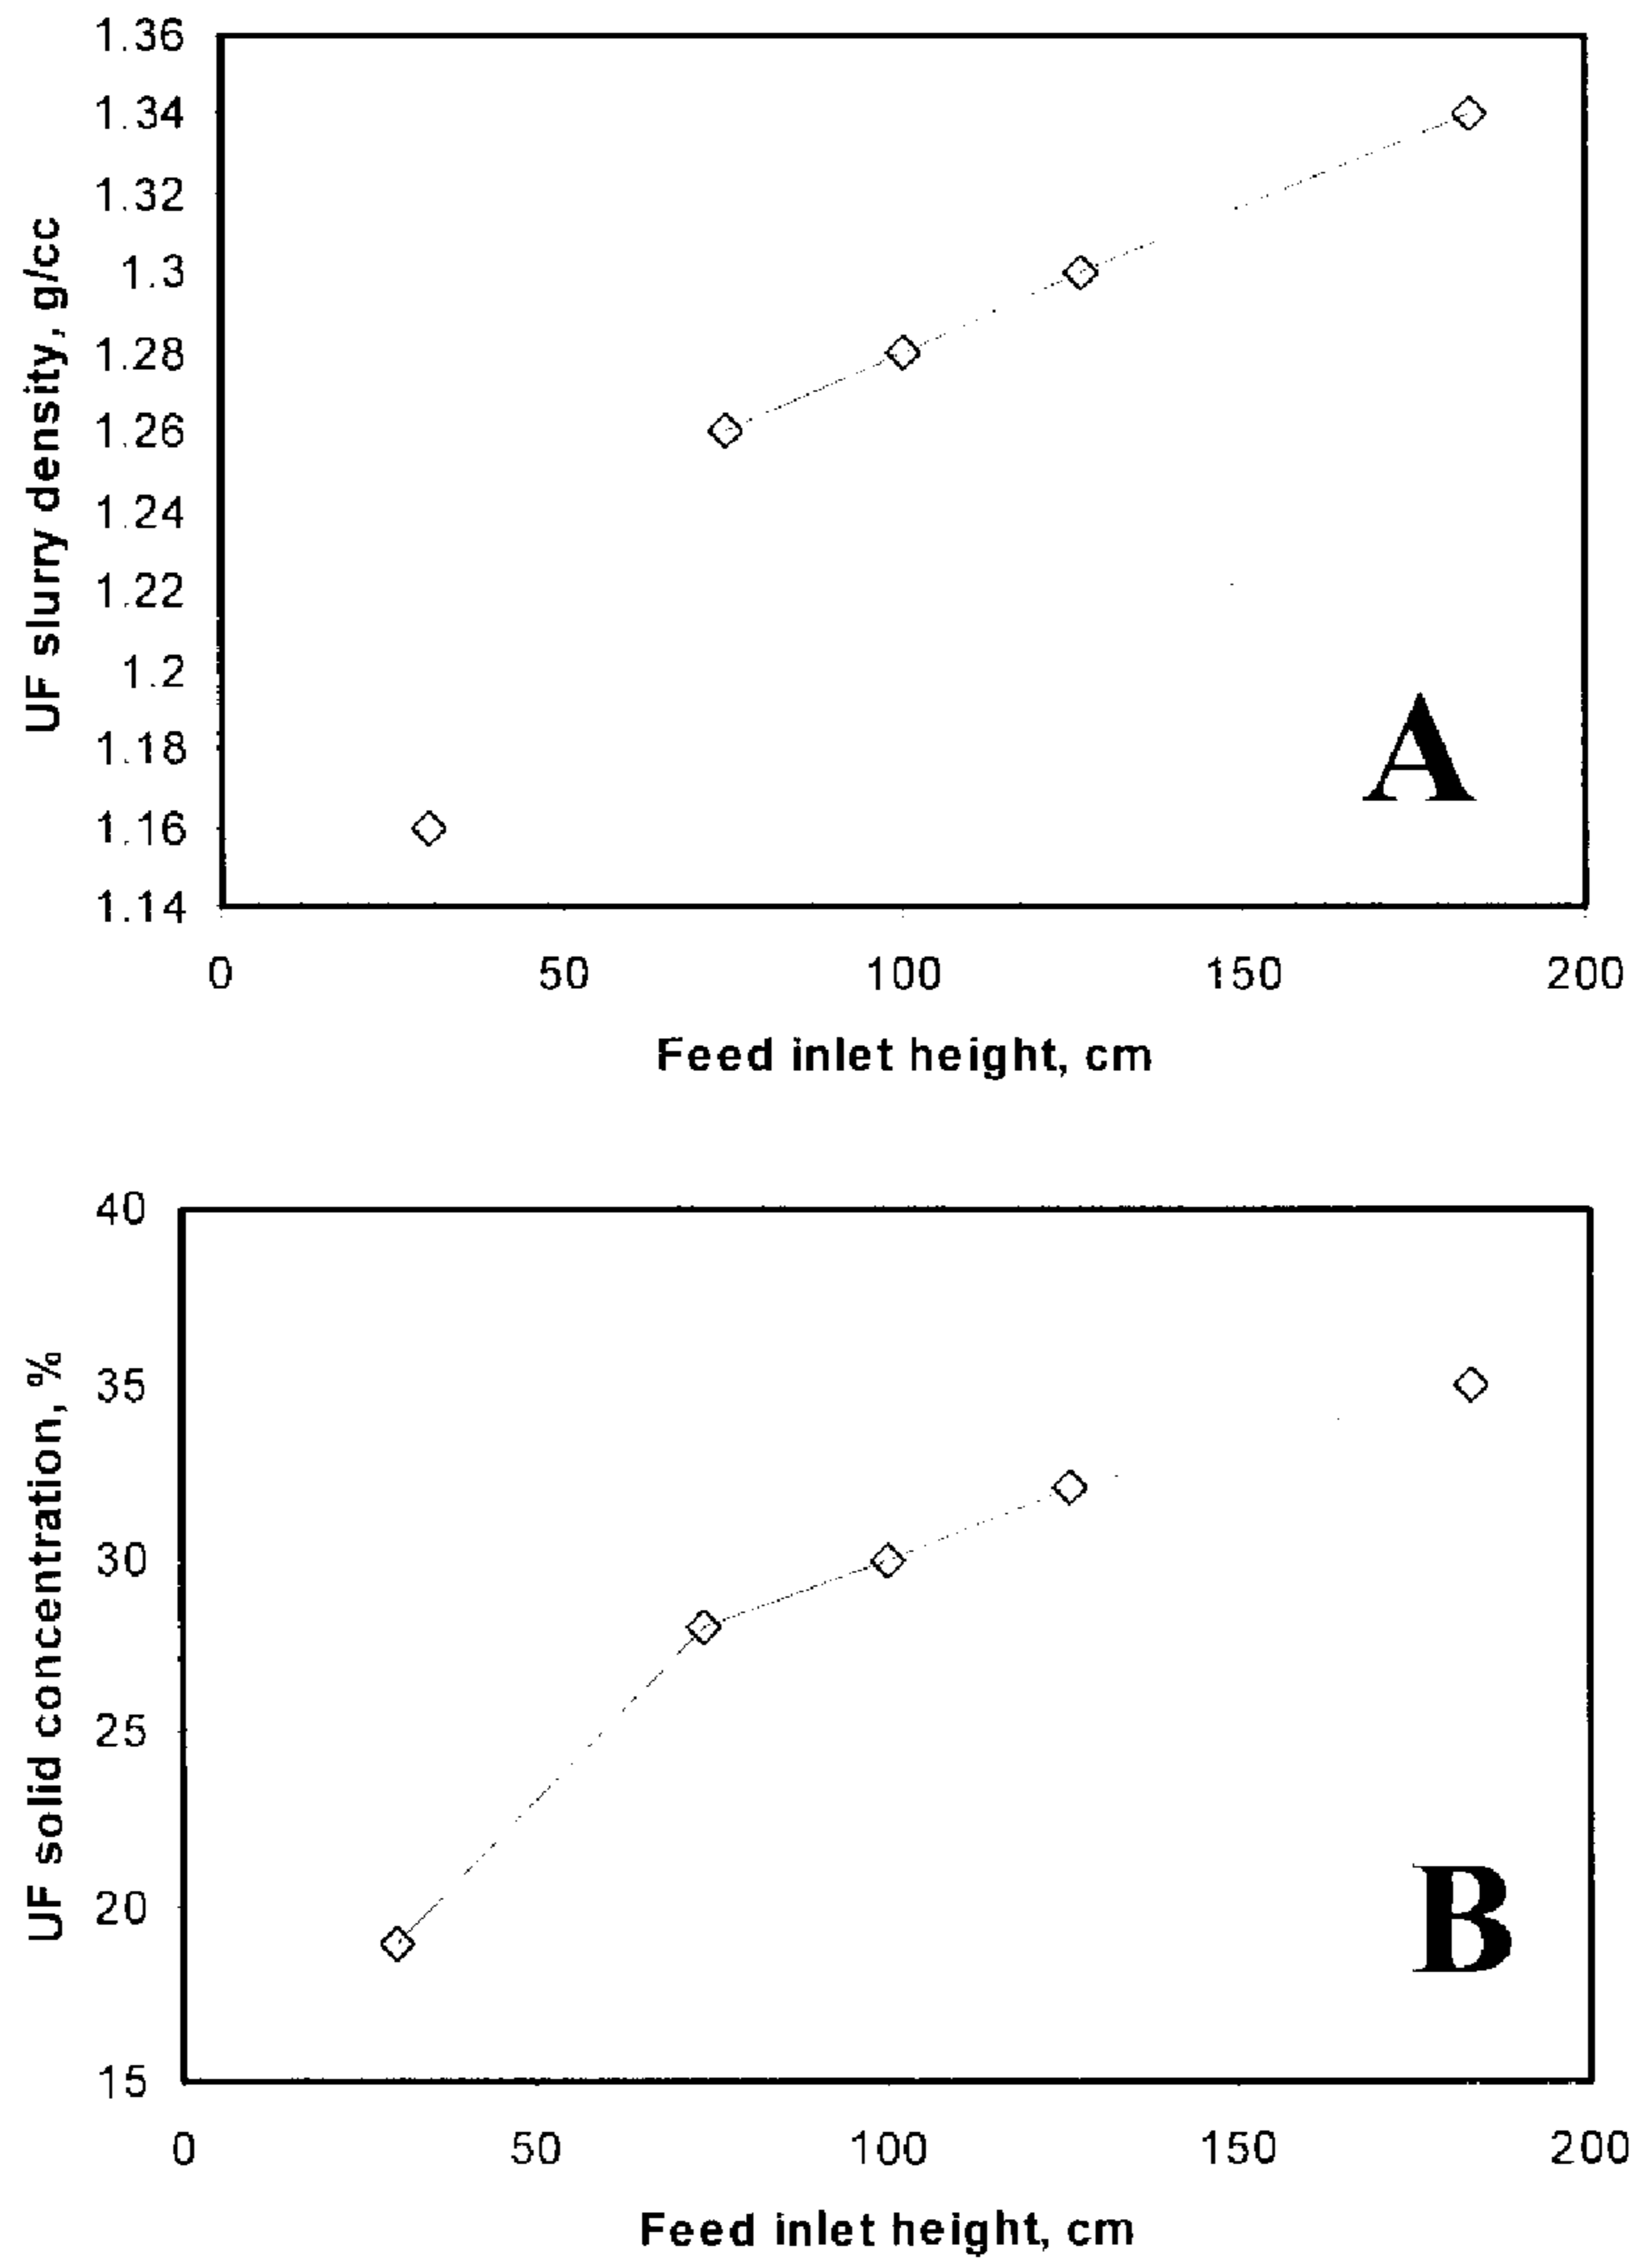 1.36
1.34
1.32
1.3
1.28
1.26
1.24
1.22
1.2
1.18
1.16
1.14
UF slurry density, g/cc
A
0 50 100 150 200
Feed inlet height, cm
40
35
30
25
20
15
UF solid concentration, %
B
0 50 100 150 200
Feed inlet height, cm